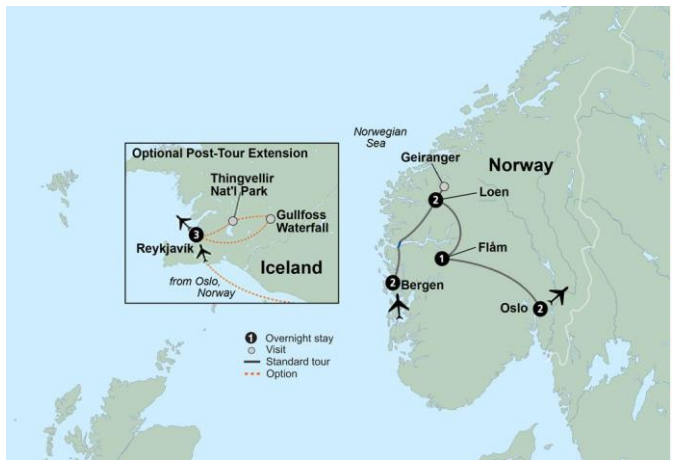 Optional Post-Tour Extension
Thingvellir
Nat'l Park
Gullfoss
Waterfall
3
Reykjavík
Iceland
from Oslo,
Norway
Norwegian
Sea
Geiranger
Norway
2
Loen
Flåm
1
2
Bergen
Oslo
2
1 Overnight stay
Visit
Standard tour
Option